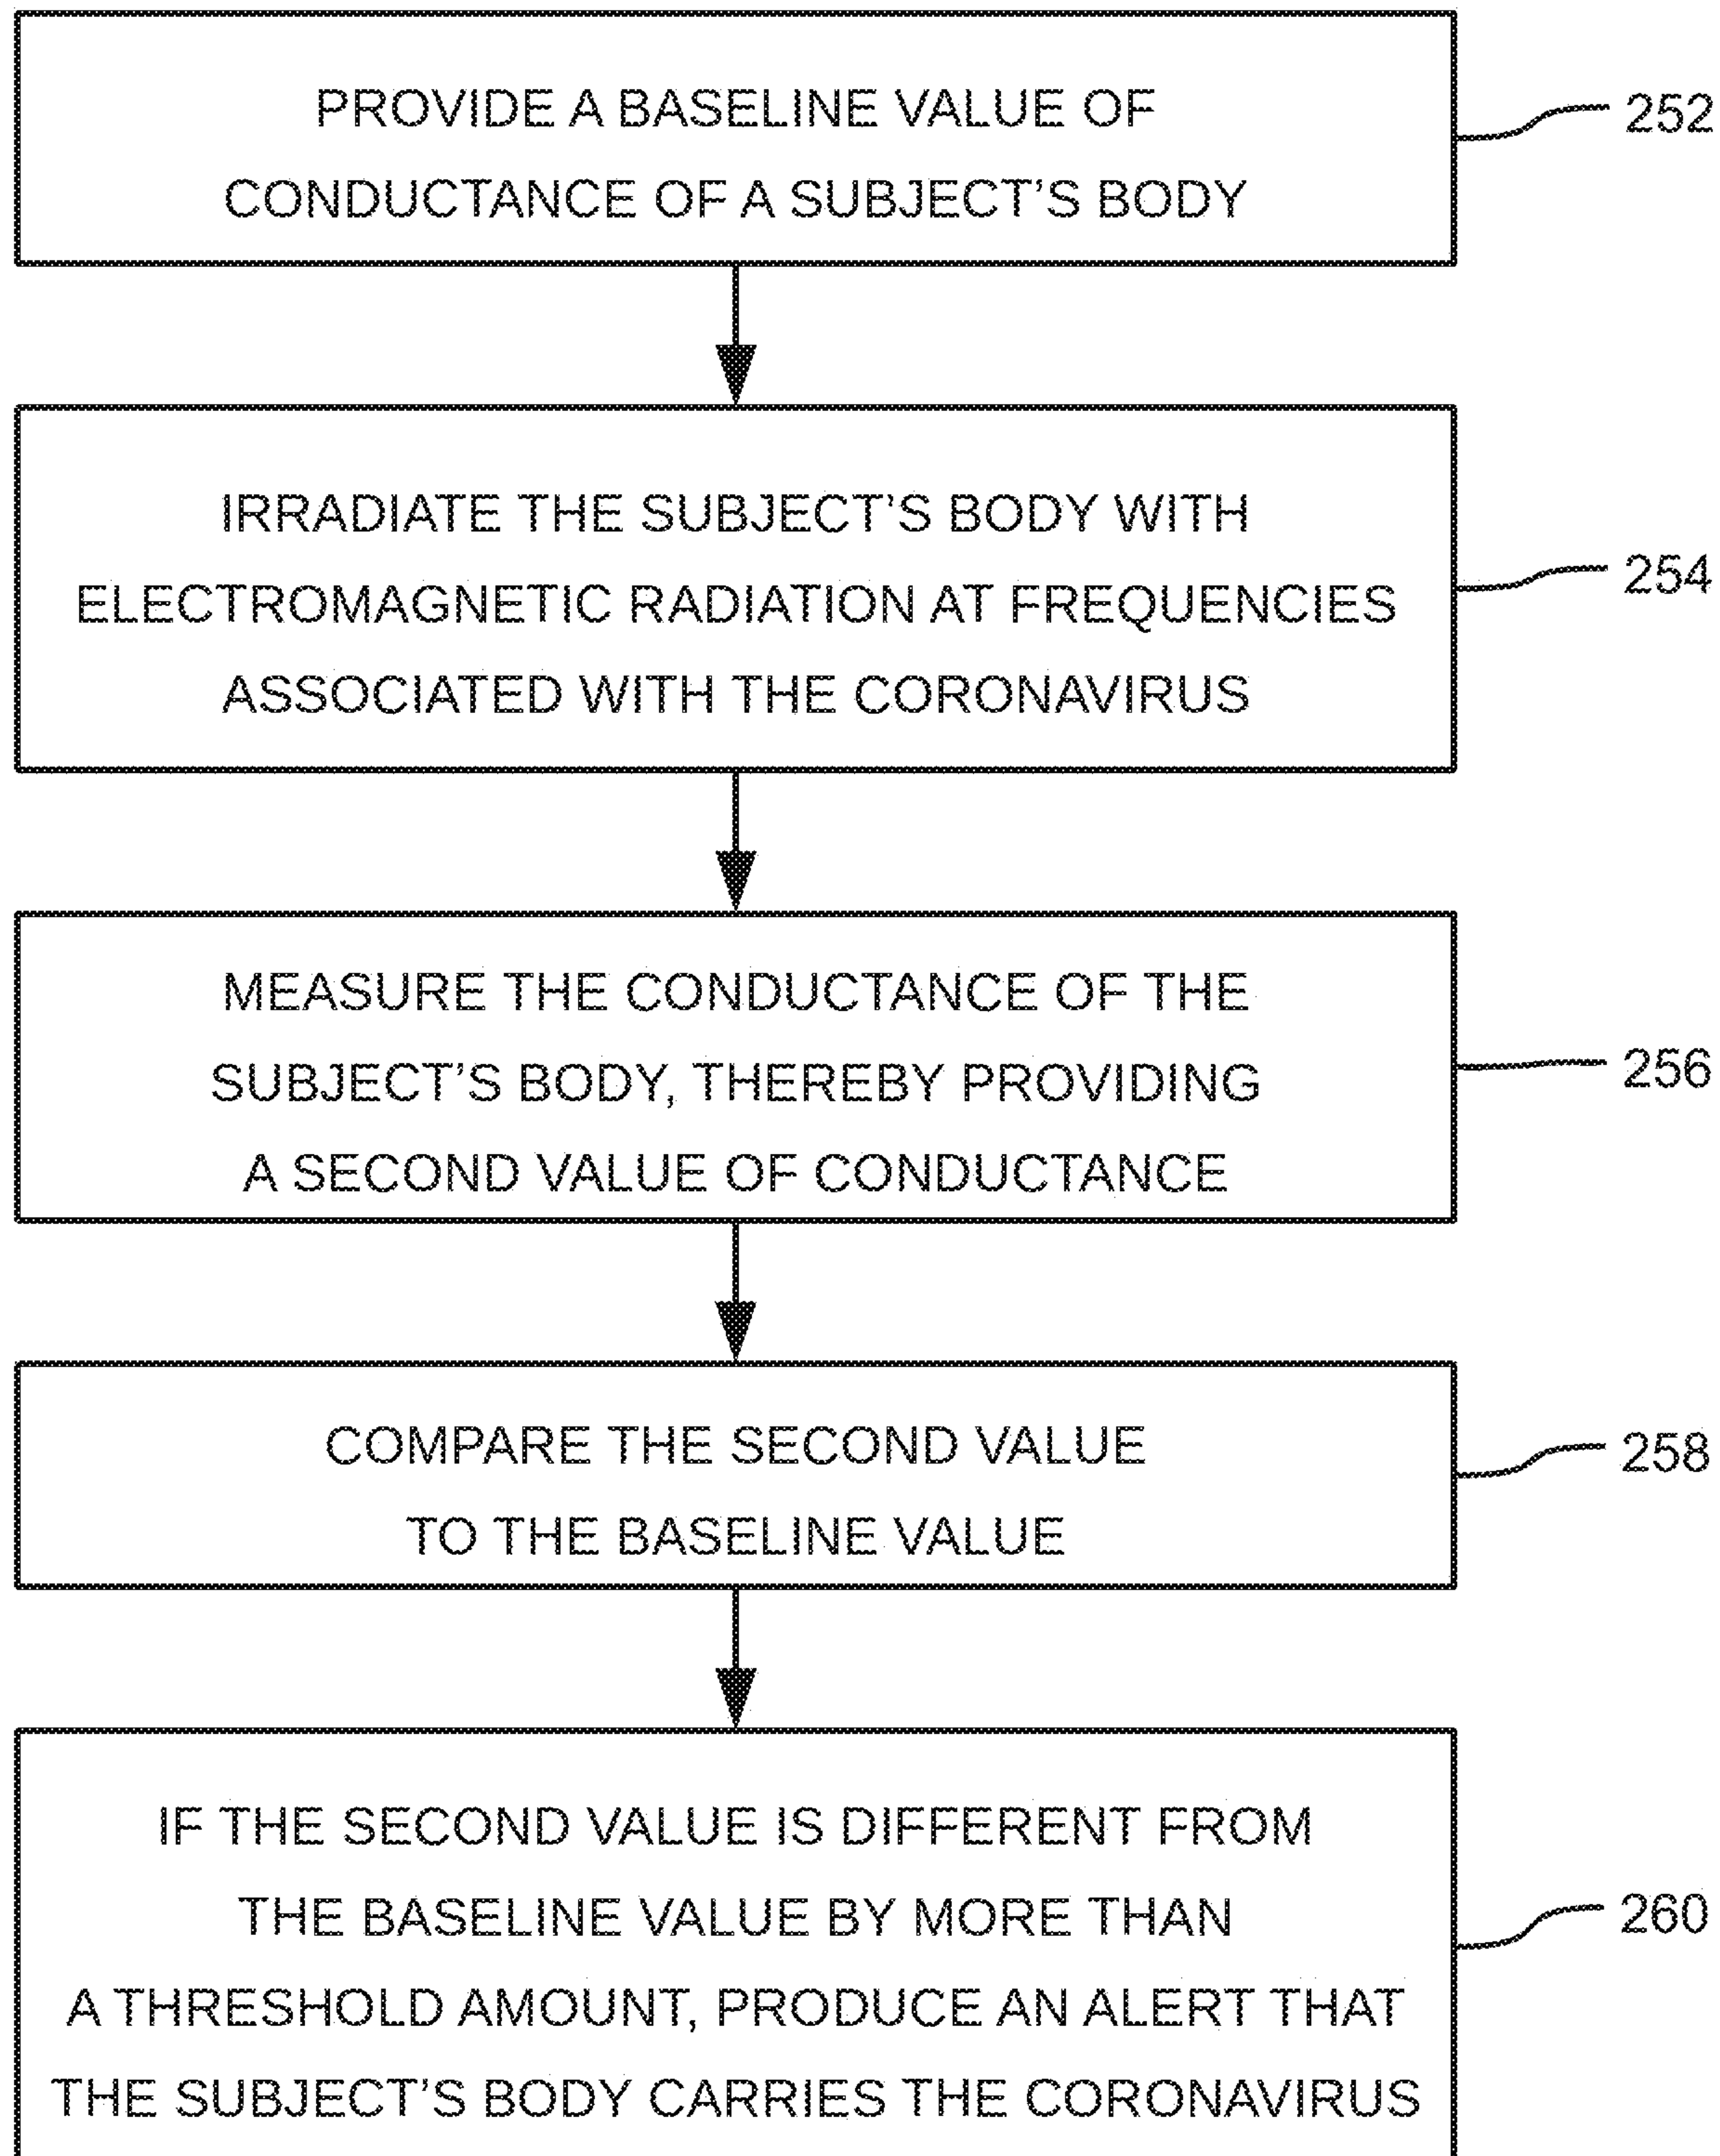 PROVIDE A BASELINE VALUE OF
CONDUCTANCE OF A SUBJECT’S BODY
252
IRRADIATE THE SUBJECT’S BODY WITH
ELECTROMAGNETIC RADIATION AT FREQUENCIES
ASSOCIATED WITH THE CORONAVIRUS
254
MEASURE THE CONDUCTANCE OF THE
SUBJECT’S BODY, THEREBY PROVIDING
A SECOND VALUE OF CONDUCTANCE
256
COMPARE THE SECOND VALUE
TO THE BASELINE VALUE
258
IF THE SECOND VALUE IS DIFFERENT FROM
THE BASELINE VALUE BY MORE THAN
A THRESHOLD AMOUNT, PRODUCE AN ALERT THAT
THE SUBJECT’S BODY CARRIES THE CORONAVIRUS
260